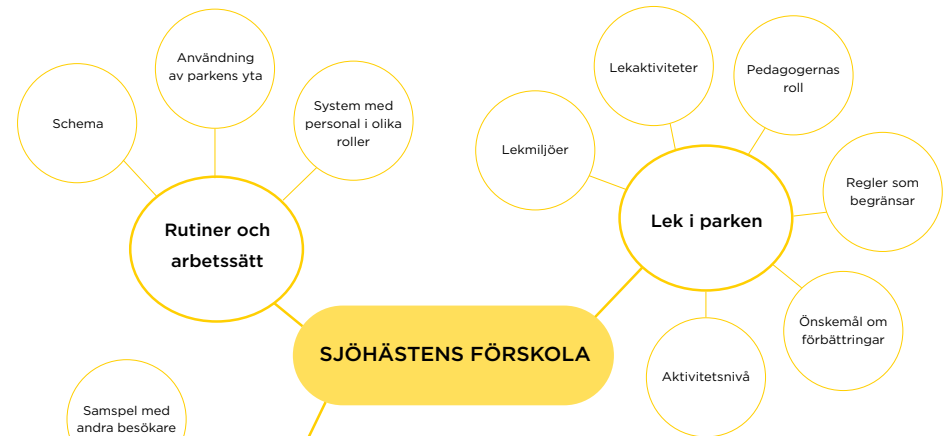 Användning
av parkens yta
Schema
System med
personal i olika
roller
Rutiner och
arbetssätt
Lekaktiviteter
Pedagogernas
roll
Lekmiljöer
Regler som
begränsar
Lek i parken
Önskemål om
förbättringar
Aktivitetsnivå
SJÖHÄSTENS FÖRSKOLA
Samspel med
andra besökare